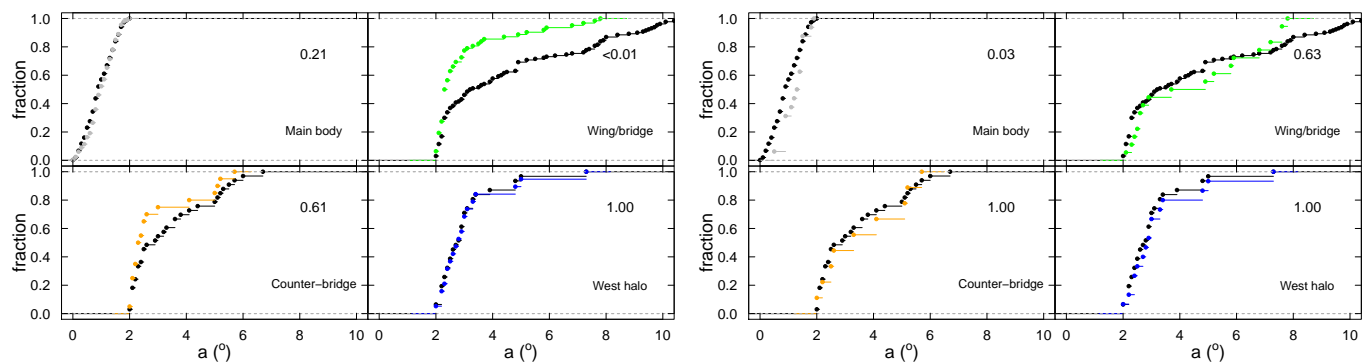 fraction
1.0
0.8
0.6
0.4
0.2
0.0
0.21
Main body
<0.01
Wing/bridge
fraction
1.0
0.8
0.6
0.4
0.2
0.0
0.61
Counter−bridge
1.00
West halo
0 2 4 6 8 10
0 2 4 6 8 10
a (°)
a (°)
fraction
1.0
0.8
0.6
0.4
0.2
0.0
0.03
Main body
0.63
Wing/bridge
fraction
1.0
0.8
0.6
0.4
0.2
0.0
1.00
Counter−bridge
1.00
West halo
0 2 4 6 8 10
0 2 4 6 8 10
a (°)
a (°)